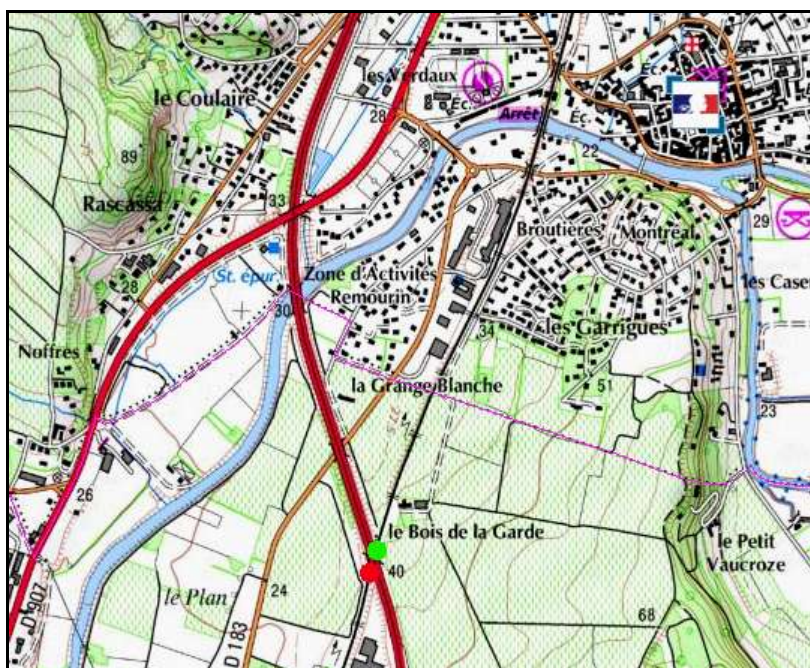 les Verdaux
Éc.
Éc.
le Coulaire
28
Arrêt
Éc.
22
89
33
Rascassa
Broutières
Montréal
29
St. épur.
28
Zone d'Activités
Remourin
les Caser
30
34
les Garrigues
Noffres
la Grange Blanche
51
23
26
le Bois de la Garde
le Petit
Vaucroze
40
le Plan
24
68
D 907
D 183